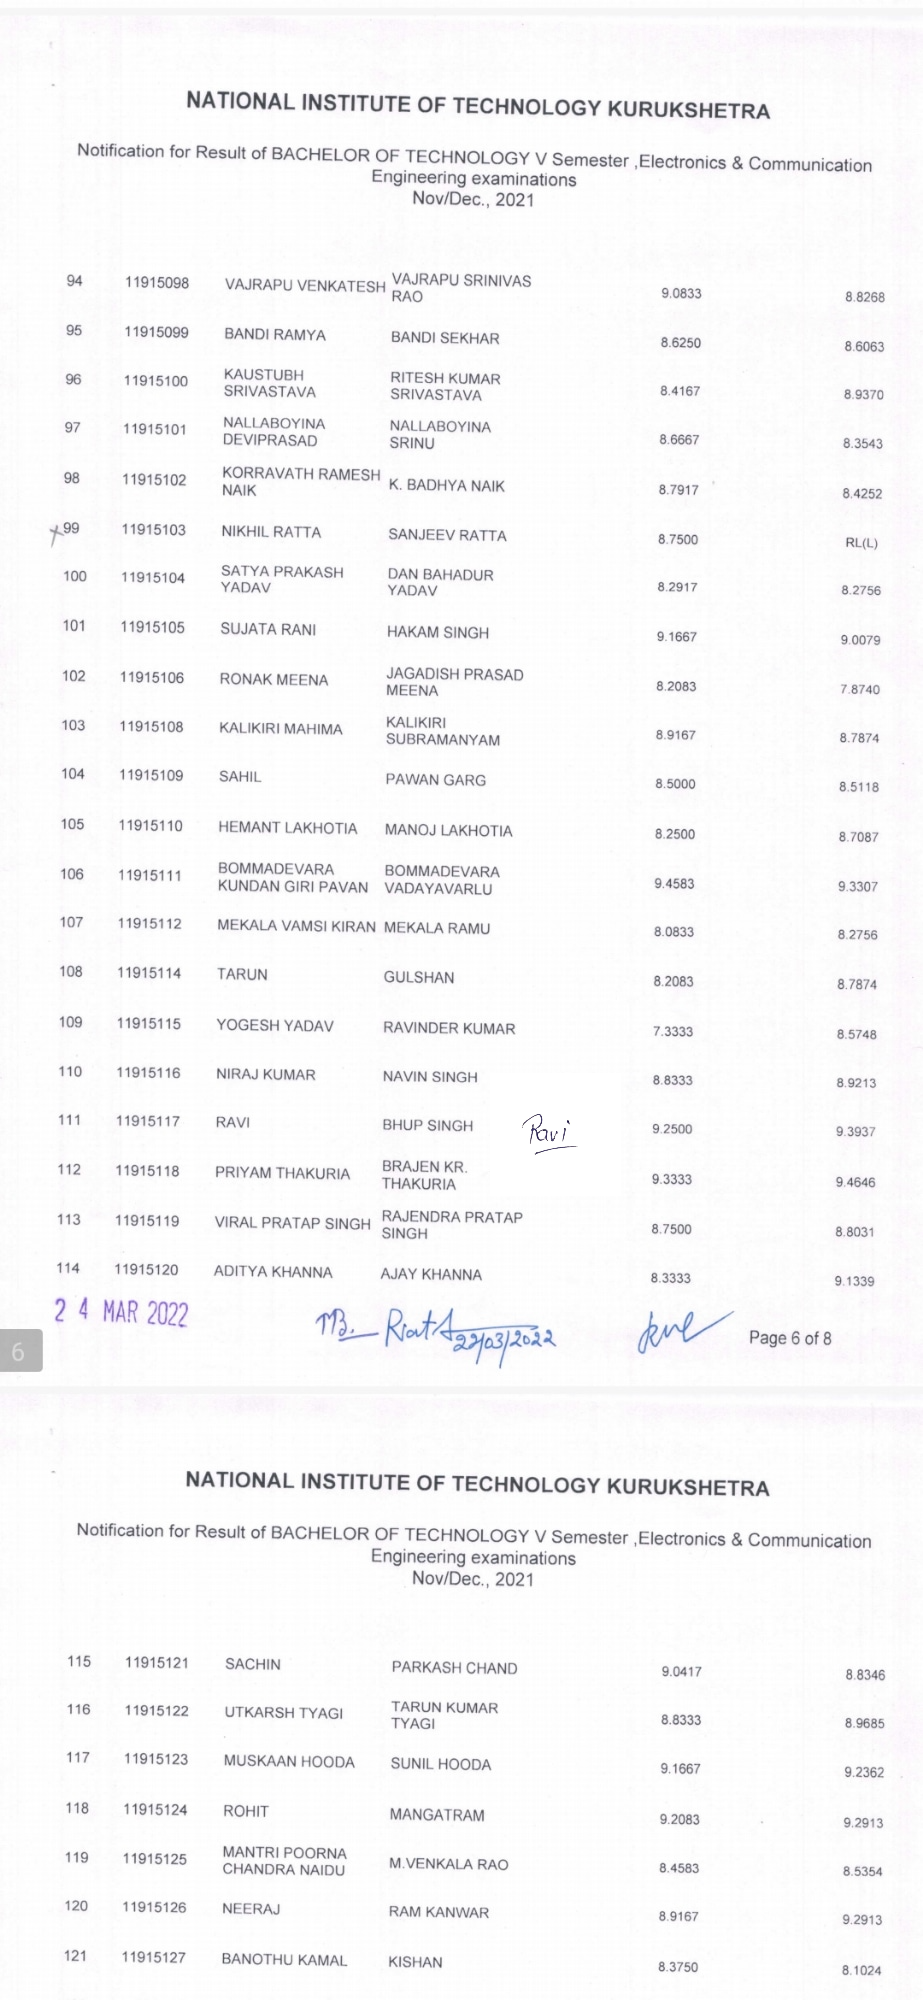 NATIONAL INSTITUTE OF TECHNOLOGY KURUKSHETRA
Notification for Result of BACHELOR OF TECHNOLOGY V Semester ,Electronics & Communication
Engineering examinations
Nov/Dec., 2021
94 11915098 VAJRAPU VENKATESH VAJRAPU SRINIVAS
RAO 9.0833 8.8268
95 11915099 BANDI RAMYA BANDI SEKHAR 8.6250 8.6063
96 11915100 KAUSTUBH RITESH KUMAR
SRIVASTAVA SRIVASTAVA 8.4167 8.9370
97 11915101 NALLABOYINA NALLABOYINA
DEVIPRASAD SRINU 8.6667 8.3543
98 11915102 KORRAVATH RAMESH K. BADHYA NAIK 8.7917 8.4252
NAIK
99 11915103 NIKHIL RATTA SANJEEV RATTA 8.7500 RL(L)
100 11915104 SATYA PRAKASH DAN BAHADUR
YADAV YADAV 8.2917 8.2756
101 11915105 SUJATA RANI HAKAM SINGH 9.1667 9.0079
102 11915106 RONAK MEENA JAGADISH PRASAD
MEENA 8.2083 7.8740
103 11915108 KALIKIRI MAHIMA KALIKIRI
SUBRAMANYAM 8.9167 8.7874
104 11915109 SAHIL PAWAN GARG 8.5000 8.5118
105 11915110 HEMANT LAKHOTIA MANOJ LAKHOTIA 8.2500 8.7087
106 11915111 BOMMADEVARA BOMMADEVARA
KUNDAN GIRI PAVAN VADAYAVARLU 9.4583 9.3307
107 11915112 MEKALA VAMSI KIRAN MEKALA RAMU 8.0833 8.2756
108 11915114 TARUN GULSHAN 8.2083 8.7874
109 11915115 YOGESH YADAV RAVINDER KUMAR 7.3333 8.5748
110 11915116 NIRAJ KUMAR NAVIN SINGH 8.8333 8.9213
111 11915117 RAVI BHUP SINGH Ravi 9.2500 9.3937
112 11915118 PRIYAM THAKURIA BRAJEN KR.
THAKURIA 9.3333 9.4646
113 11915119 VIRAL PRATAP SINGH RAJENDRA PRATAP
SINGH 8.7500 8.8031
114 11915120 ADITYA KHANNA AJAY KHANNA 8.3333 9.1339
24 MAR 2022
22/03/2022 Page 6 of 8
6
NATIONAL INSTITUTE OF TECHNOLOGY KURUKSHETRA
Notification for Result of BACHELOR OF TECHNOLOGY V Semester ,Electronics & Communication
Engineering examinations
Nov/Dec., 2021
115 11915121 SACHIN PARKASH CHAND 9.0417 8.8346
116 11915122 UTKARSH TYAGI TARUN KUMAR
TYAGI 8.8333 8.9685
117 11915123 MUSKAAN HOODA SUNIL HOODA 9.1667 9.2362
118 11915124 ROHIT MANGATRAM 9.2083 9.2913
119 11915125 MANTRI POORNA M.VENKALA RAO 8.4583 8.5354
CHANDRA NAIDU
120 11915126 NEERAJ RAM KANWAR 8.9167 9.2913
121 11915127 BANOTHU KAMAL KISHAN 8.3750 8.1024